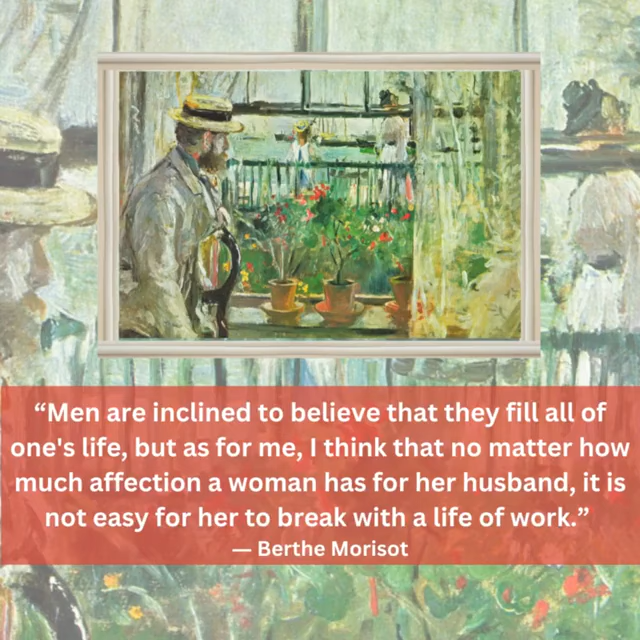 “Men are inclined to believe that they fill all of
one's life, but as for me, I think that no matter how
much affection a woman has for her husband, it is
not easy for her to break with a life of work.”
— Berthe Morisot